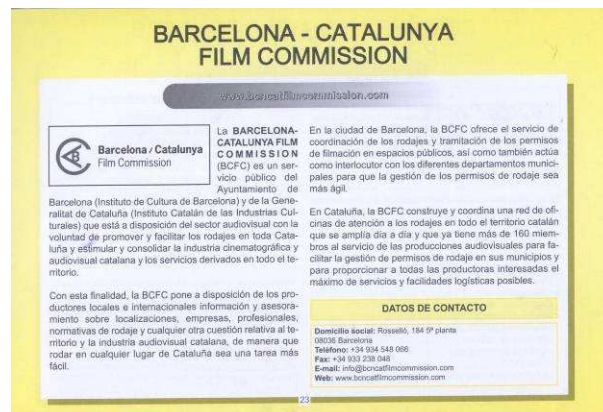 BARCELONA - CATALUNYA
FILM COMMISSION
www.bcncatfilmcommission.com
Barcelona / Catalunya
Film Commission
La BARCELONA-
CATALUNYA FILM
COMMISSION
(BCFC) es un ser-
vicio público del
Ayuntamiento de
Barcelona (Instituto de Cultura de Barcelona) y de la Gene-
ralitat de Cataluña (Instituto Catalán de las Industrias Cul-
turales) que está a disposición del sector audiovisual con la
voluntad de promover y facilitar los rodajes en toda Cata-
luña y estimular y consolidar la industria cinematográfica y
audiovisual catalana y los servicios derivados en todo el te-
rritorio.
Con esta finalidad, la BCFC pone a disposición de los pro-
ductores locales e internacionales información y asesora-
miento sobre localizaciones, empresas, profesionales,
normativas de rodaje y cualquier otra cuestión relativa al te-
rritorio y la industria audiovisual catalana, de manera que
rodar en cualquier lugar de Cataluña sea una tarea más
fácil.
En la ciudad de Barcelona, la BCFC ofrece el servicio de
coordinación de los rodajes y tramitación de los permisos
de filmación en espacios públicos, así como también actúa
como interlocutor con los diferentes departamentos munici-
pales para que la gestión de los permisos de rodaje sea
más ágil.
En Cataluña, la BCFC construye y coordina una red de ofi-
cinas de atención a los rodajes en todo el territorio catalán
que se amplía día a día y que ya tiene más de 160 miem-
bros al servicio de las producciones audiovisuales para fa-
cilitar la gestión de permisos de rodaje en sus municipios y
para proporcionar a todas las productoras interesadas el
máximo de servicios y facilidades logísticas posibles.
DATOS DE CONTACTO
Domicilio social: Rosselló, 184 5ª planta
08036 Barcelona
Teléfono: +34 934 548 066
Fax: +34 933 238 048
E-mail: info@bcncatfilmcommission.com
Web: www.bcncatfilmcommission.com
23